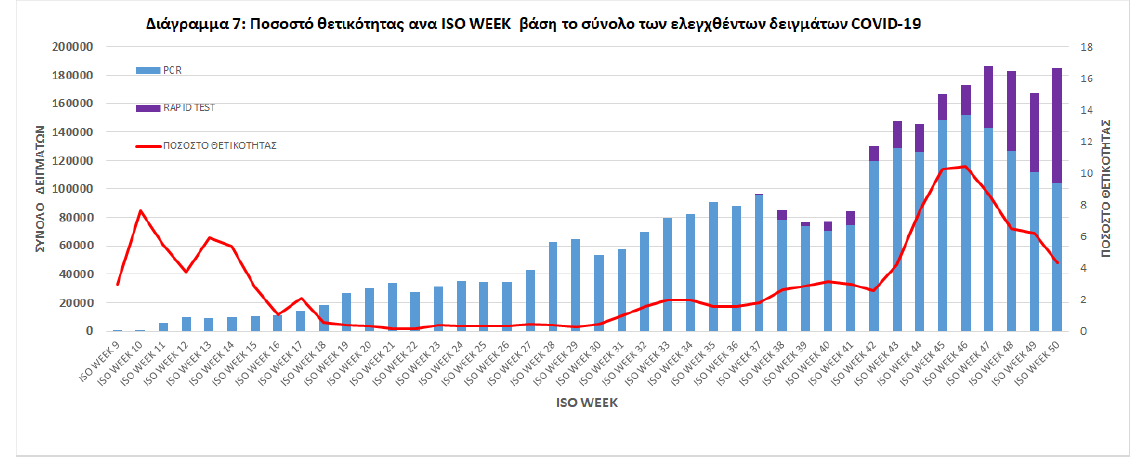 Διάγραμμα 7: Ποσοστό θετικότητας ανα ISO WEEK βάση το σύνολο των ελεγχθέντων δειγμάτων COVID-19
200000
180000
160000
140000
120000
100000
80000
60000
40000
20000
0
ΣΥΝΟΛΟ ΔΕΙΓΜΑΤΩΝ
PCR
RAPID TEST
ΠΟΣΟΣΤΟ ΘΕΤΙΚΟΤΗΤΑΣ
18
16
14
12
10
8
6
4
2
0
ΠΟΣΟΣΤΟ ΘΕΤΙΚΟΤΗΤΑΣ
ISO WEEK 9
ISO WEEK 10
ISO WEEK 11
ISO WEEK 12
ISO WEEK 13
ISO WEEK 14
ISO WEEK 15
ISO WEEK 16
ISO WEEK 17
ISO WEEK 18
ISO WEEK 19
ISO WEEK 20
ISO WEEK 21
ISO WEEK 22
ISO WEEK 23
ISO WEEK 24
ISO WEEK 25
ISO WEEK 26
ISO WEEK 27
ISO WEEK 28
ISO WEEK 29
ISO WEEK 30
ISO WEEK 31
ISO WEEK 32
ISO WEEK 33
ISO WEEK 34
ISO WEEK 35
ISO WEEK 36
ISO WEEK 37
ISO WEEK 38
ISO WEEK 39
ISO WEEK 40
ISO WEEK 41
ISO WEEK 42
ISO WEEK 43
ISO WEEK 44
ISO WEEK 45
ISO WEEK 46
ISO WEEK 47
ISO WEEK 48
ISO WEEK 49
ISO WEEK 50
ISO WEEK